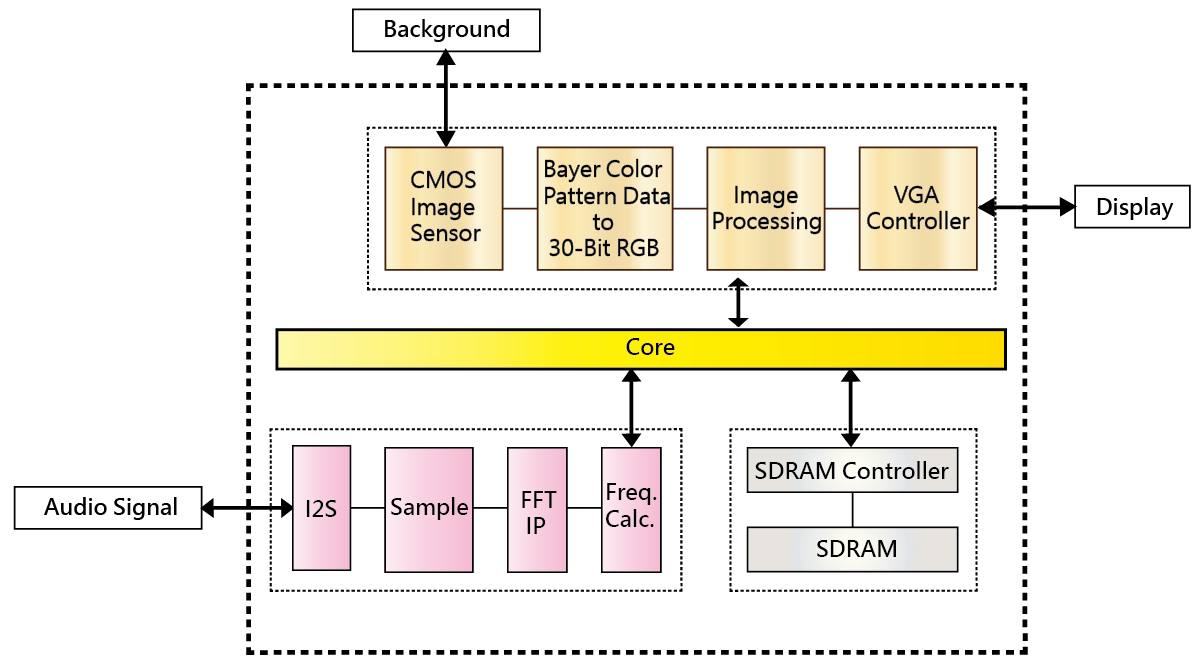 Background
CMOS
Image
Sensor
Bayer Color
Pattern Data
to
30-Bit RGB
Image
Processing
VGA
Controller
Display
Core
Audio Signal
I2S
Sample
FFT
IP
Freq.
Calc.
SDRAM Controller
SDRAM